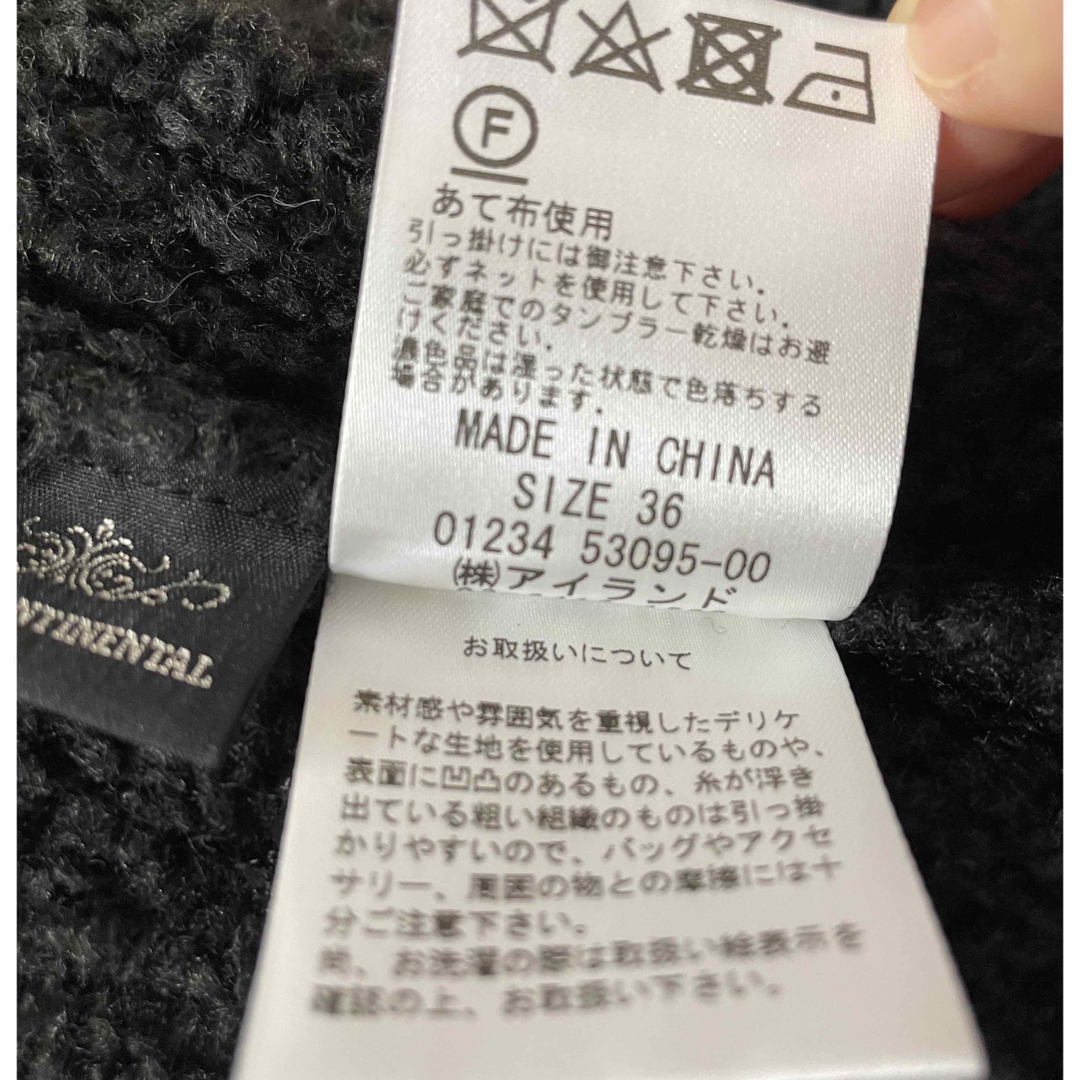 F
あて布使用
引っ掛けには御注意下さい。
必ずネットを使用して下さい。
ご家庭でのタンブラー乾燥はお避
けください。
濃色品は湿った状態で色落ちする
場合があります。
MADE IN CHINA
SIZE 36
01234 53095-00
㈱アイランド
NTINENTAL
お取扱いについて
素材感や雰囲気を重視したデリケ
ートな生地を使用しているものや、
表面に凹凸のあるもの、糸が浮き
出ている粗い組織のものは引っ掛
かりやすいので、バッグやアクセ
サリー、周囲の物との摩擦には十
分ご注意下さい。
尚、お洗濯の際は取扱い絵表示を
確認の上、お取扱い下さい。